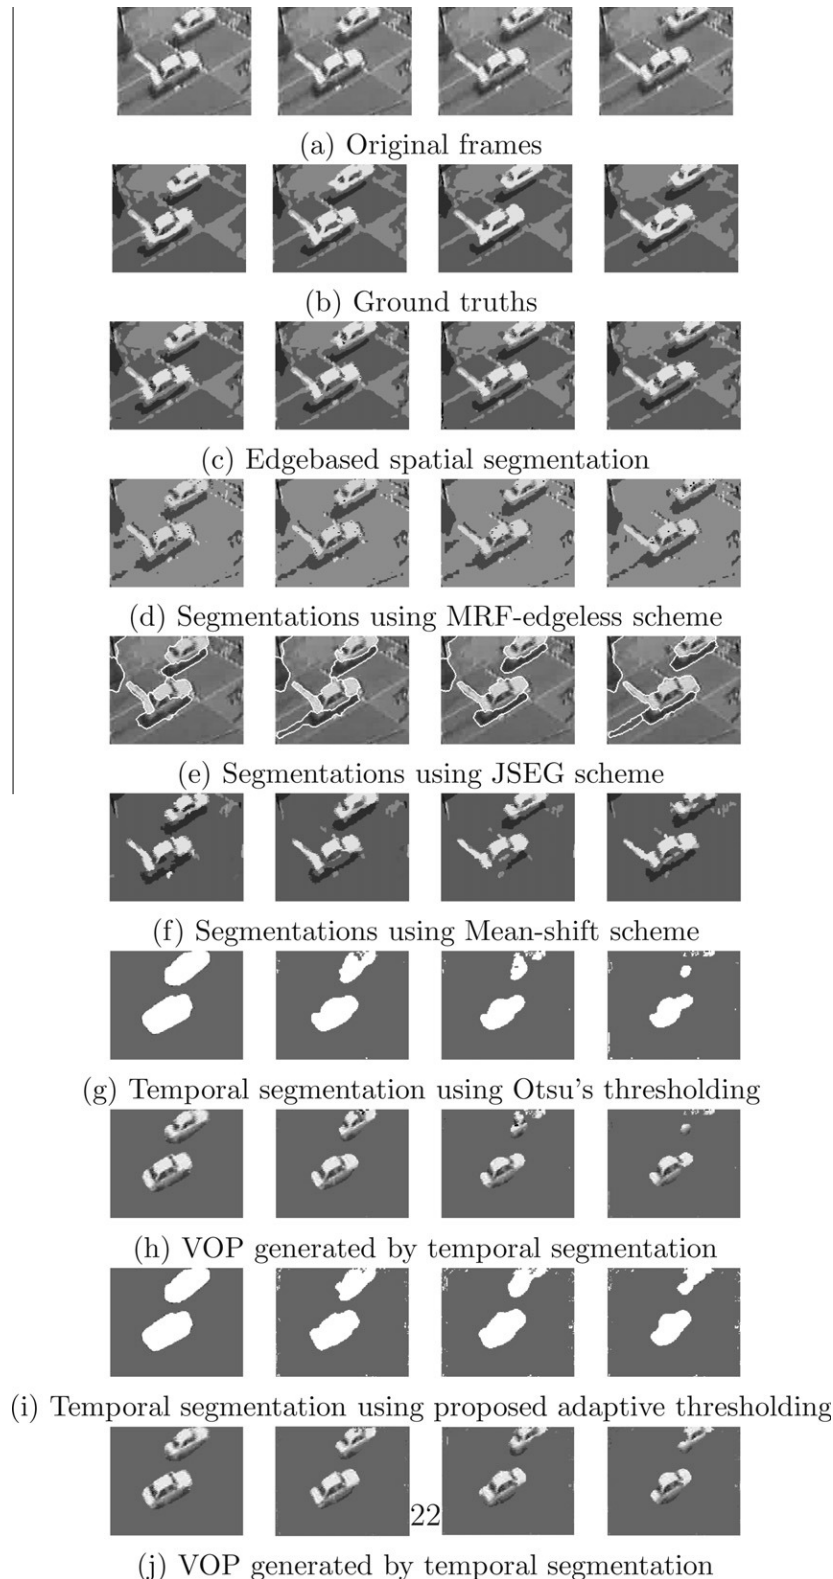 (a) Original frames
(b) Ground truths
(c) Edgebased spatial segmentation
(d) Segmentations using MRF-edgeless scheme
(e) Segmentations using JSEG scheme
(f) Segmentations using Mean-shift scheme
(g) Temporal segmentation using Otsu's thresholding
(h) VOP generated by temporal segmentation
(i) Temporal segmentation using proposed adaptive thresholding
22
(j) VOP generated by temporal segmentation